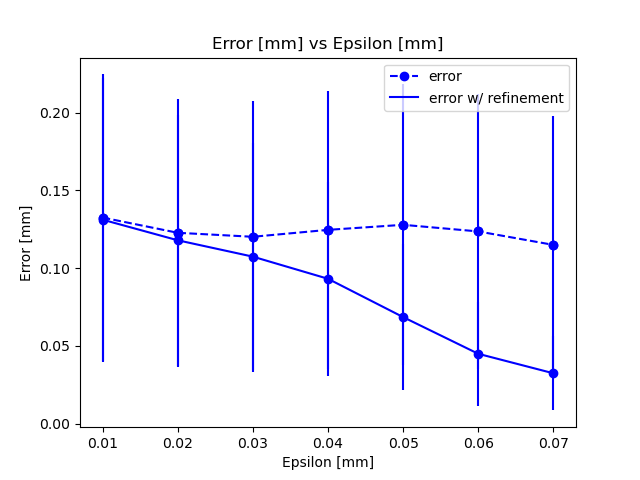 Error [mm] vs Epsilon [mm]
error
error w/ refinement
Error [mm]
0.20
0.15
0.10
0.05
0.00
0.01 0.02 0.03 0.04 0.05 0.06 0.07
Epsilon [mm]